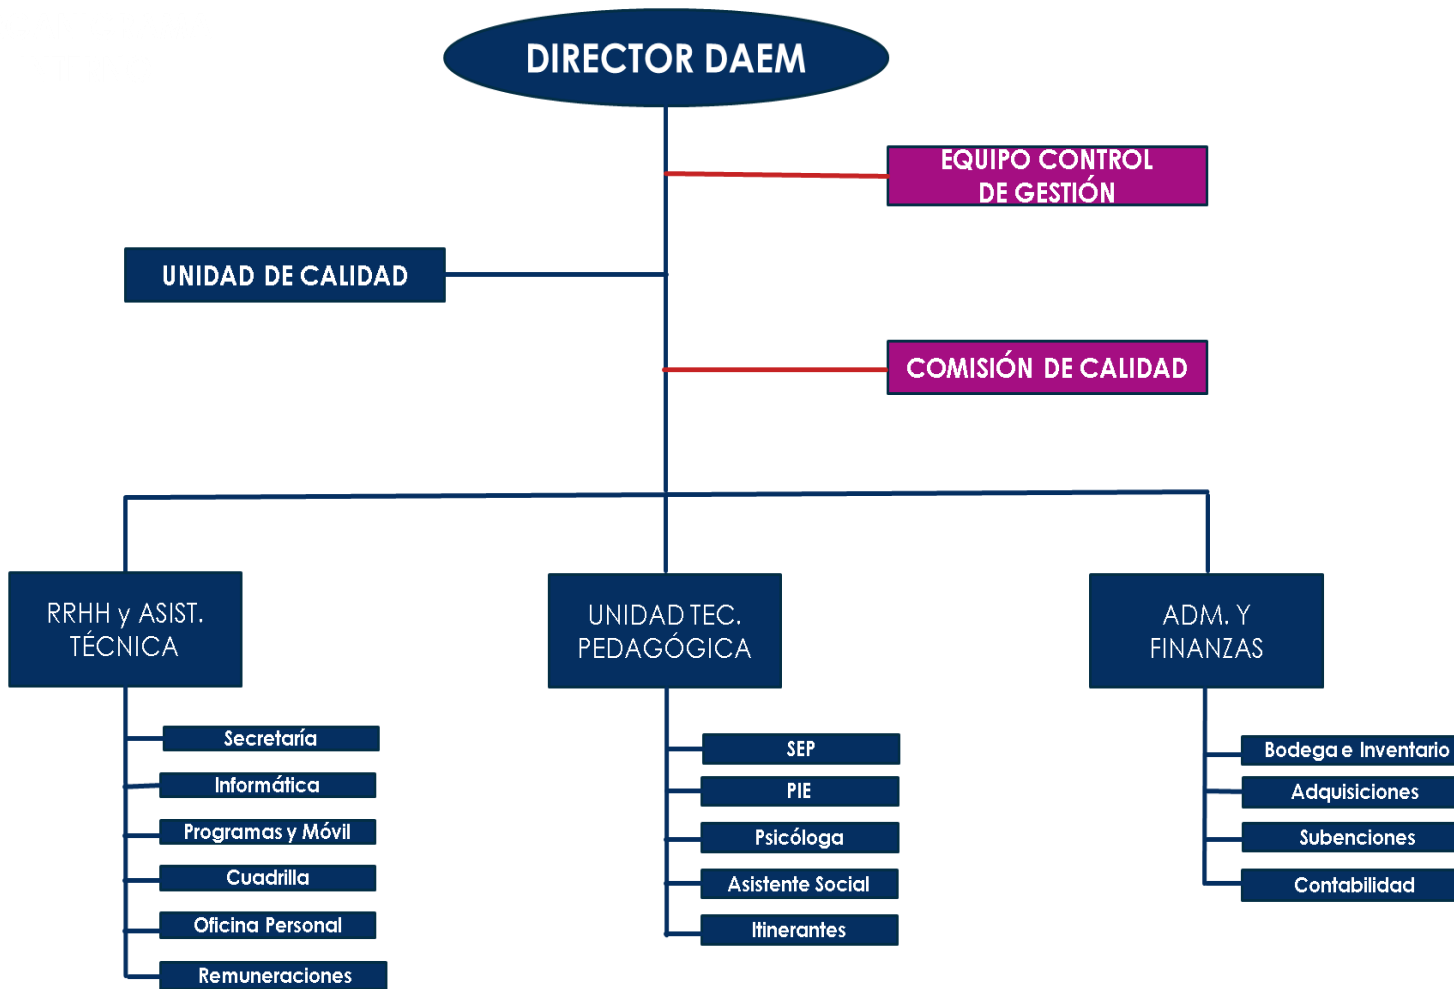 DIRECTOR DAEM
EQUIPO CONTROL
DE GESTIÓN
UNIDAD DE CALIDAD
COMISIÓN DE CALIDAD
RRHH y ASIST.
TÉCNICA
Secretaría
Informática
Programas y Móvil
Cuadrilla
Oficina Personal
Remuneraciones
UNIDAD TEC.
PEDAGÓGICA
SEP
PIE
Psicóloga
Asistente Social
Itinerantes
ADM. Y
FINANZAS
Bodega e Inventario
Adquisiciones
Subenciones
Contabilidad